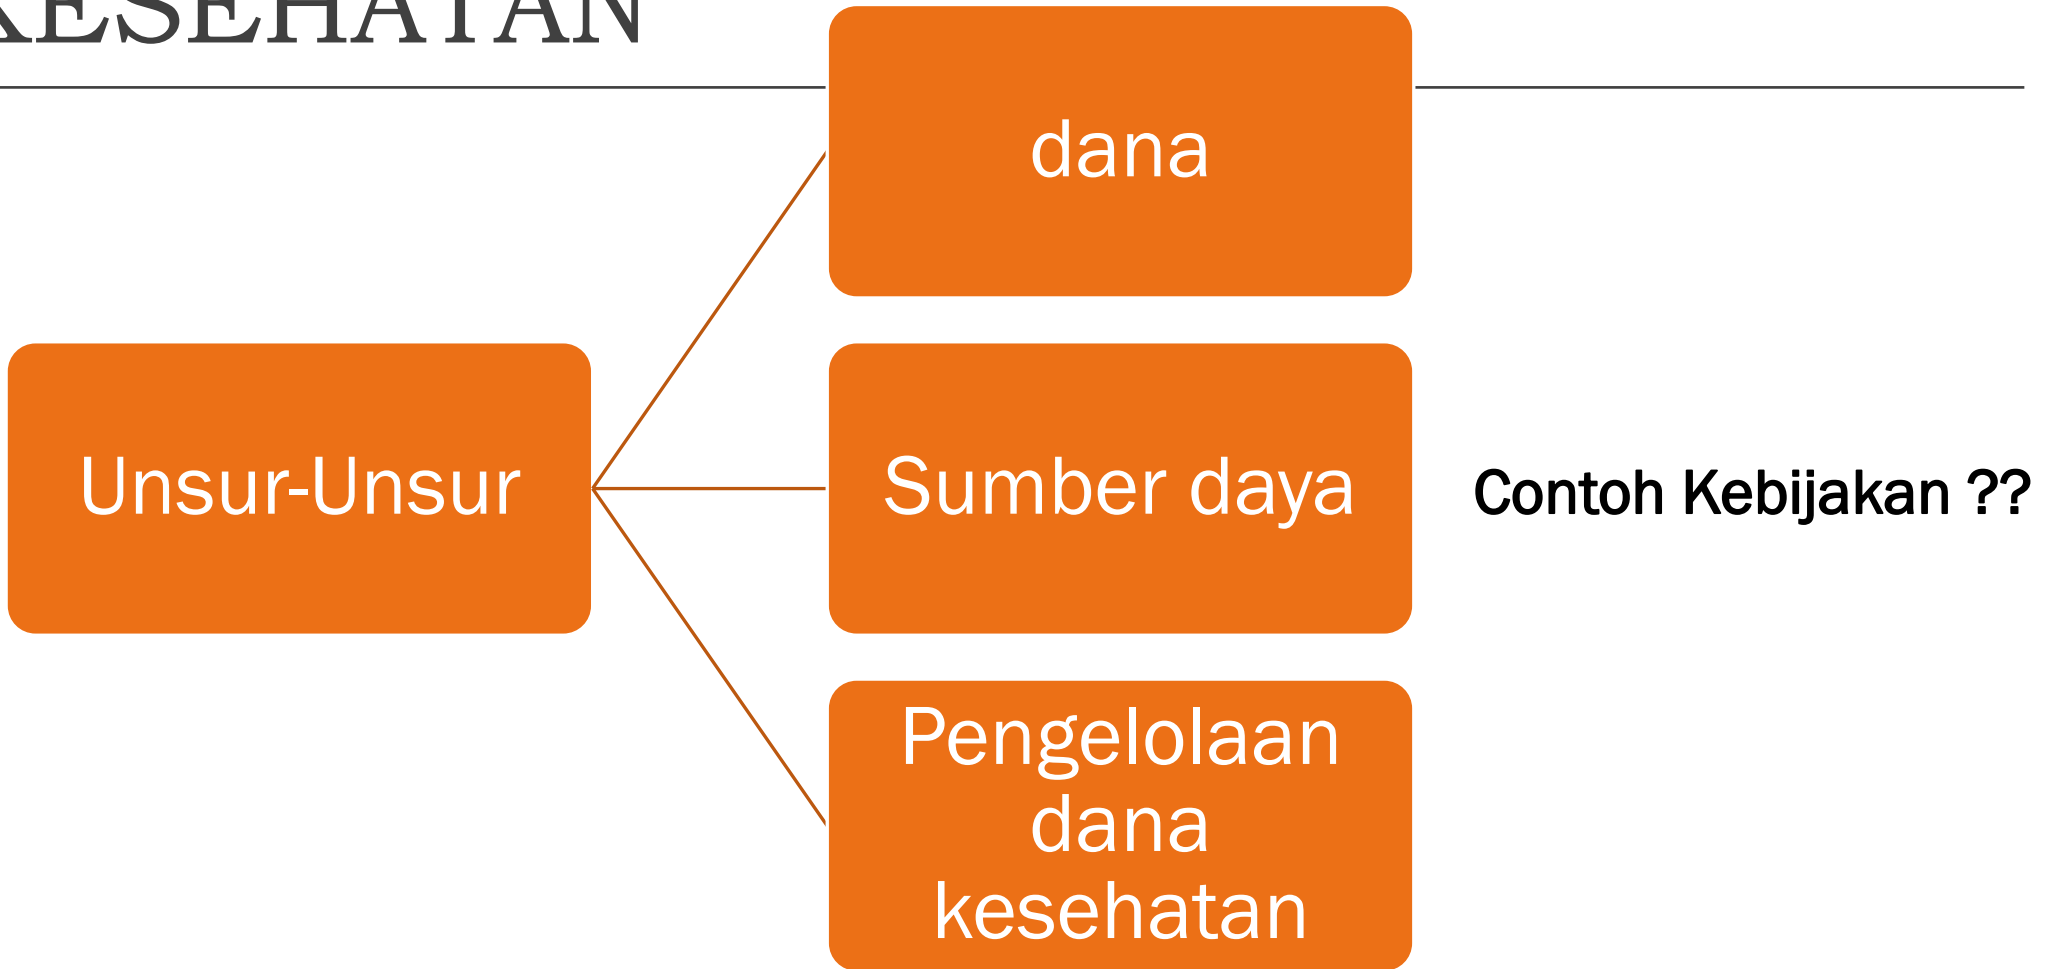 KESEHATAN
dana
Unsur-Unsur
Sumber daya
Contoh Kebijakan ??
Pengelolaan
dana
kesehatan